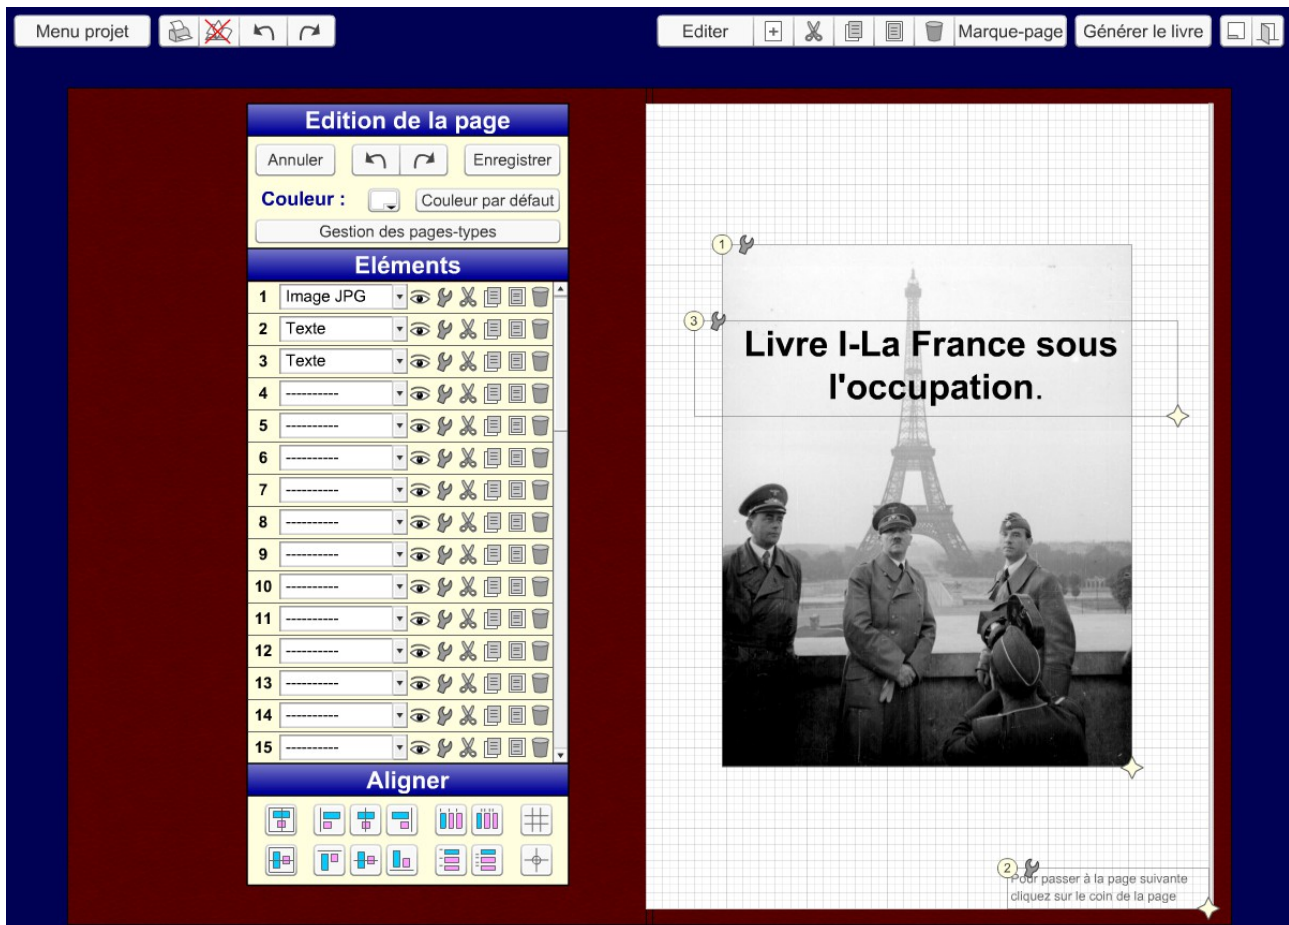 Menu projet
Editer
Marque-page
Générer le livre
Edition de la page
Annuler
Enregistrer
Couleur :
Couleur par défaut
Gestion des pages-types
Eléments
1 Image JPG
2 Texte
3 Texte
4 ----------
5 ----------
6 ----------
7 ----------
8 ----------
9 ----------
10 ----------
11 ----------
12 ----------
13 ----------
14 ----------
15 ----------
Aligner
1
3
Livre I-La France sous
l'occupation.
2
Pour passer à la page suivante
cliquez sur le coin de la page